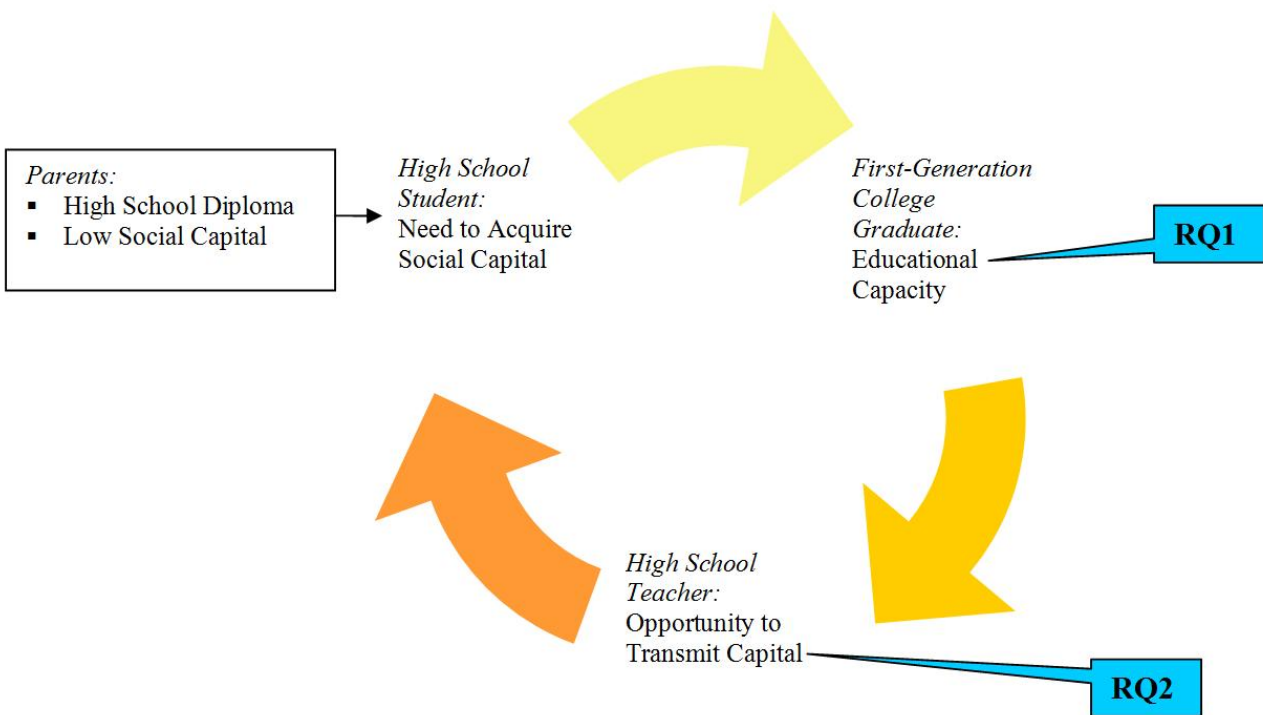 Parents:
▪ High School Diploma
▪ Low Social Capital
High School
Student:
Need to Acquire
Social Capital
First-Generation
College
Graduate:
Educational
Capacity
RQ1
High School
Teacher:
Opportunity to
Transmit Capital
RQ2